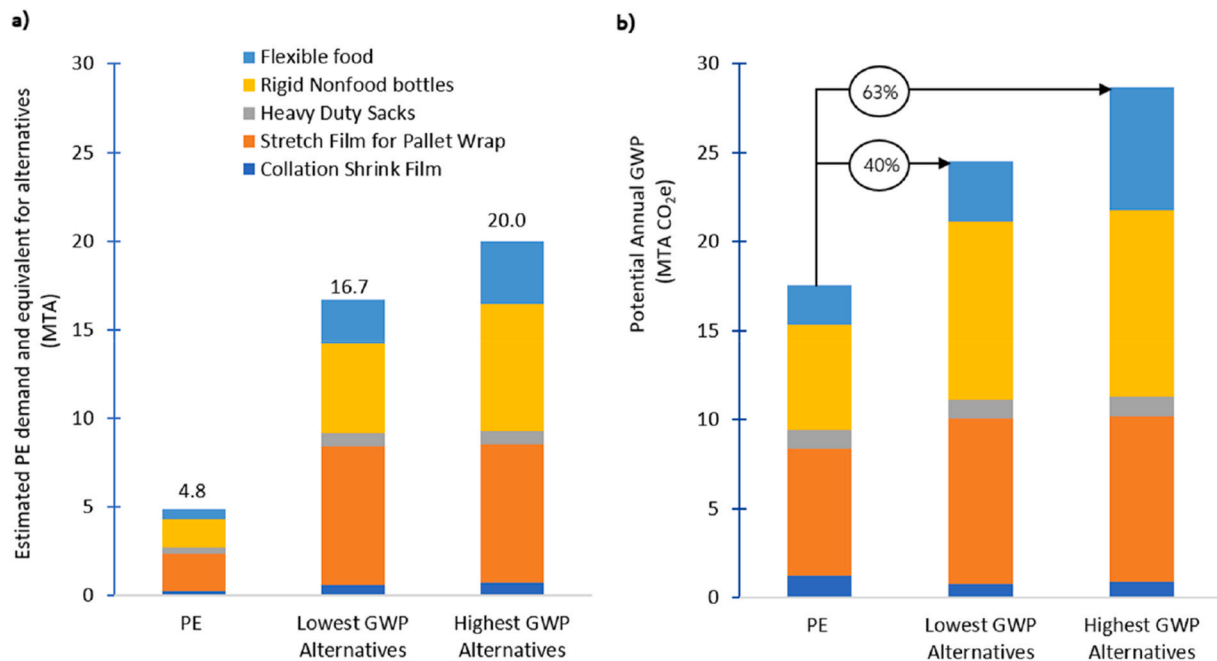 a)
Flexible food
Rigid Nonfood bottles
Heavy Duty Sacks
Stretch Film for Pallet Wrap
Collation Shrink Film
Estimated PE demand and equivalent for alternatives
(MTA)
30
25
20
15
10
5
0
4.8
16.7
20.0
PE
Lowest GWP
Alternatives
Highest GWP
Alternatives
b)
Potential Annual GWP
(MTA CO₂e)
30
25
20
15
10
5
0
63%
40%
PE
Lowest GWP
Alternatives
Highest GWP
Alternatives